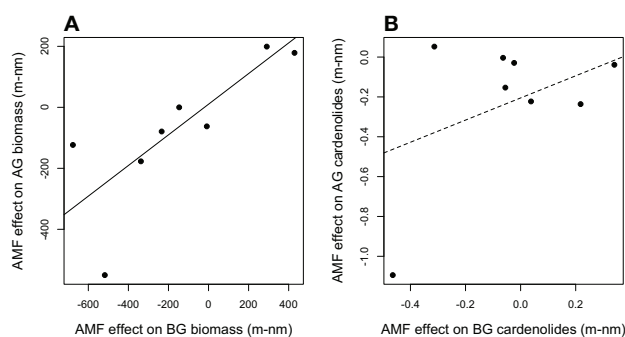 A
AMF effect on AG biomass (m-nm)
200
0
-200
-400
-600 -400 -200 0 200 400
AMF effect on BG biomass (m-nm)
B
AMF effect on AG cardenolides (m-nm)
0.0
-0.2
-0.4
-0.6
-0.8
-1.0
-0.4 -0.2 0.0 0.2
AMF effect on BG cardenolides (m-nm)